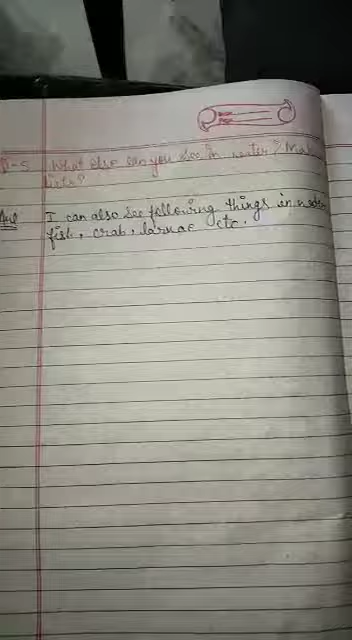 Q-5 What else can you see in water? Make
lists?
Ans I can also see following things in water
fish, crab, larvae etc.